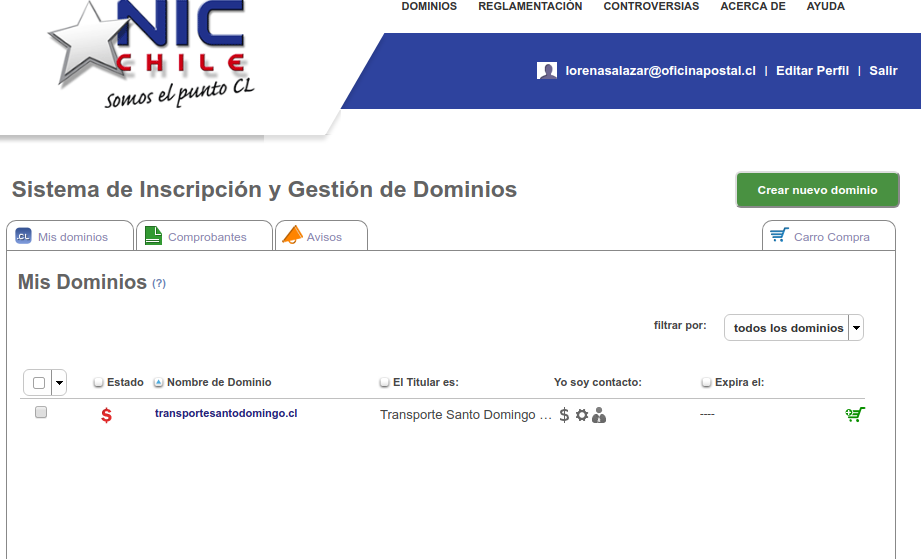 DOMINIOS REGLAMENTACIÓN CONTROVERSIAS ACERCA DE AYUDA
NIC
CHILE
Somos el punto CL
lorenasalazar@oficinapostal.cl | Editar Perfil | Salir
Sistema de Inscripción y Gestión de Dominios
Crear nuevo dominio
.CL Mis dominios Comprobantes Avisos Carro Compra
Mis Dominios (?)
filtrar por: todos los dominios
Estado Nombre de Dominio El Titular es: Yo soy contacto: Expira el:
$ transportesantodomingo.cl Transporte Santo Domingo ... $ ----